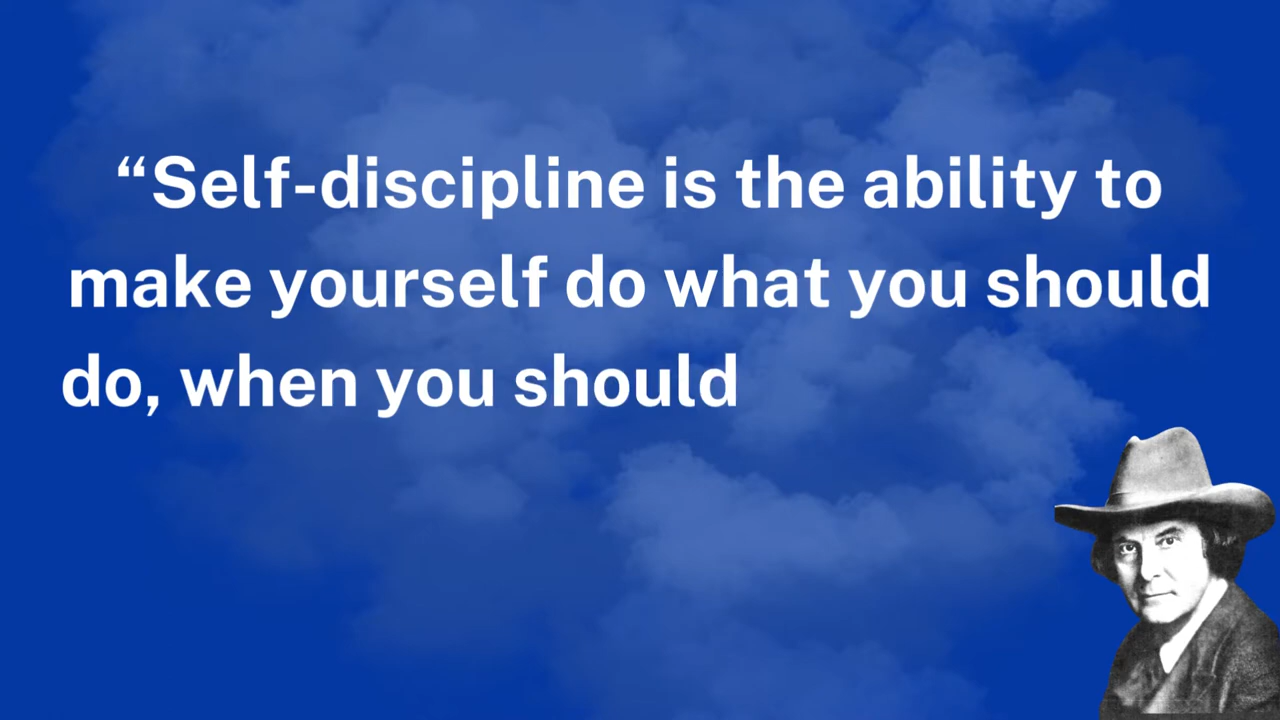 “Self-discipline is the ability to
make yourself do what you should
do, when you should